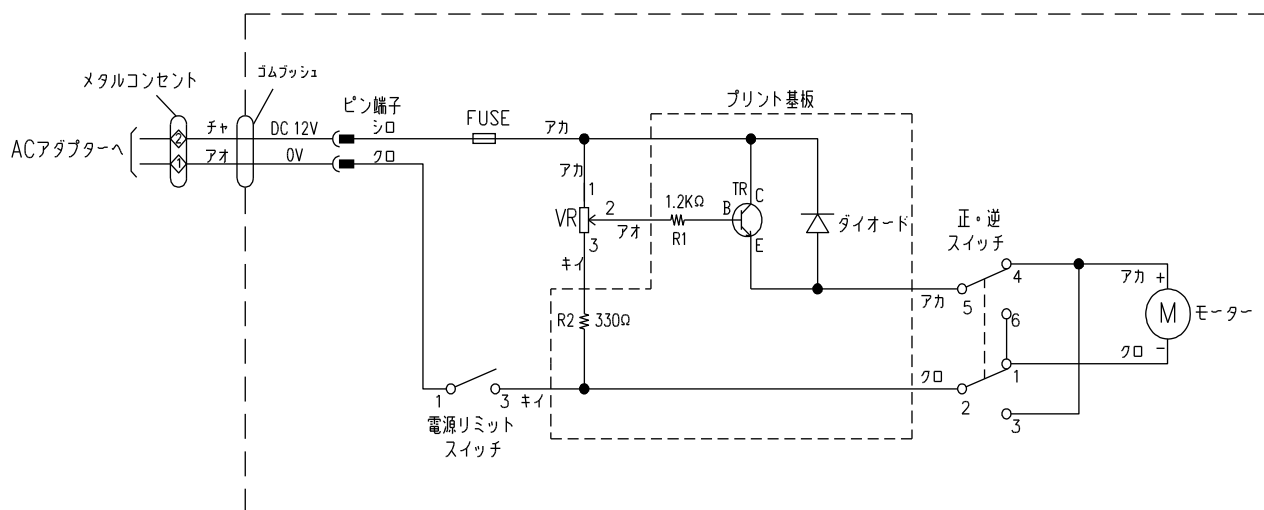 メタルコンセント
ゴムブッシュ
ピン端子
プリント基板
ACアダプターへ
2
チャ
DC 12V
シロ
FUSE
アカ
1
アオ
0V
クロ
アカ
1
VR
2
アオ
3
キイ
1.2KΩ
R1
TR
C
B
E
ダイオード
正・逆
スイッチ
アカ
5
4
6
アカ
+
M
モーター
クロ
-
R2
330Ω
クロ
2
1
3
1
3
キイ
電源リミット
スイッチ